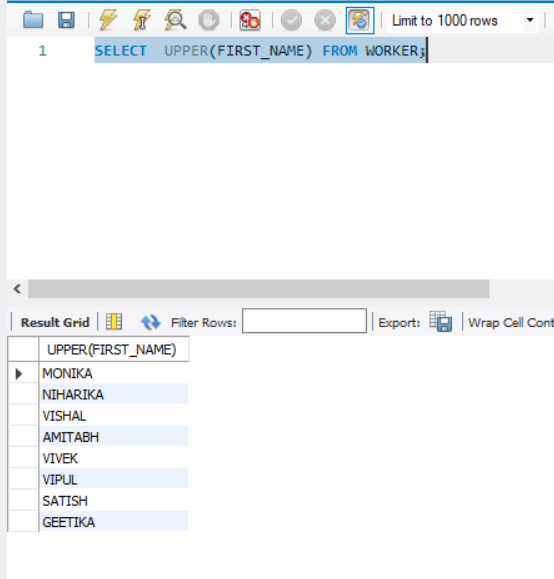 Limit to 1000 rows
1 SELECT UPPER(FIRST_NAME) FROM WORKER;
Result Grid Filter Rows: Export: Wrap Cell Cont
UPPER(FIRST_NAME)
MONIKA
NIHARIKA
VISHAL
AMITABH
VIVEK
VIPUL
SATISH
GEETIKA